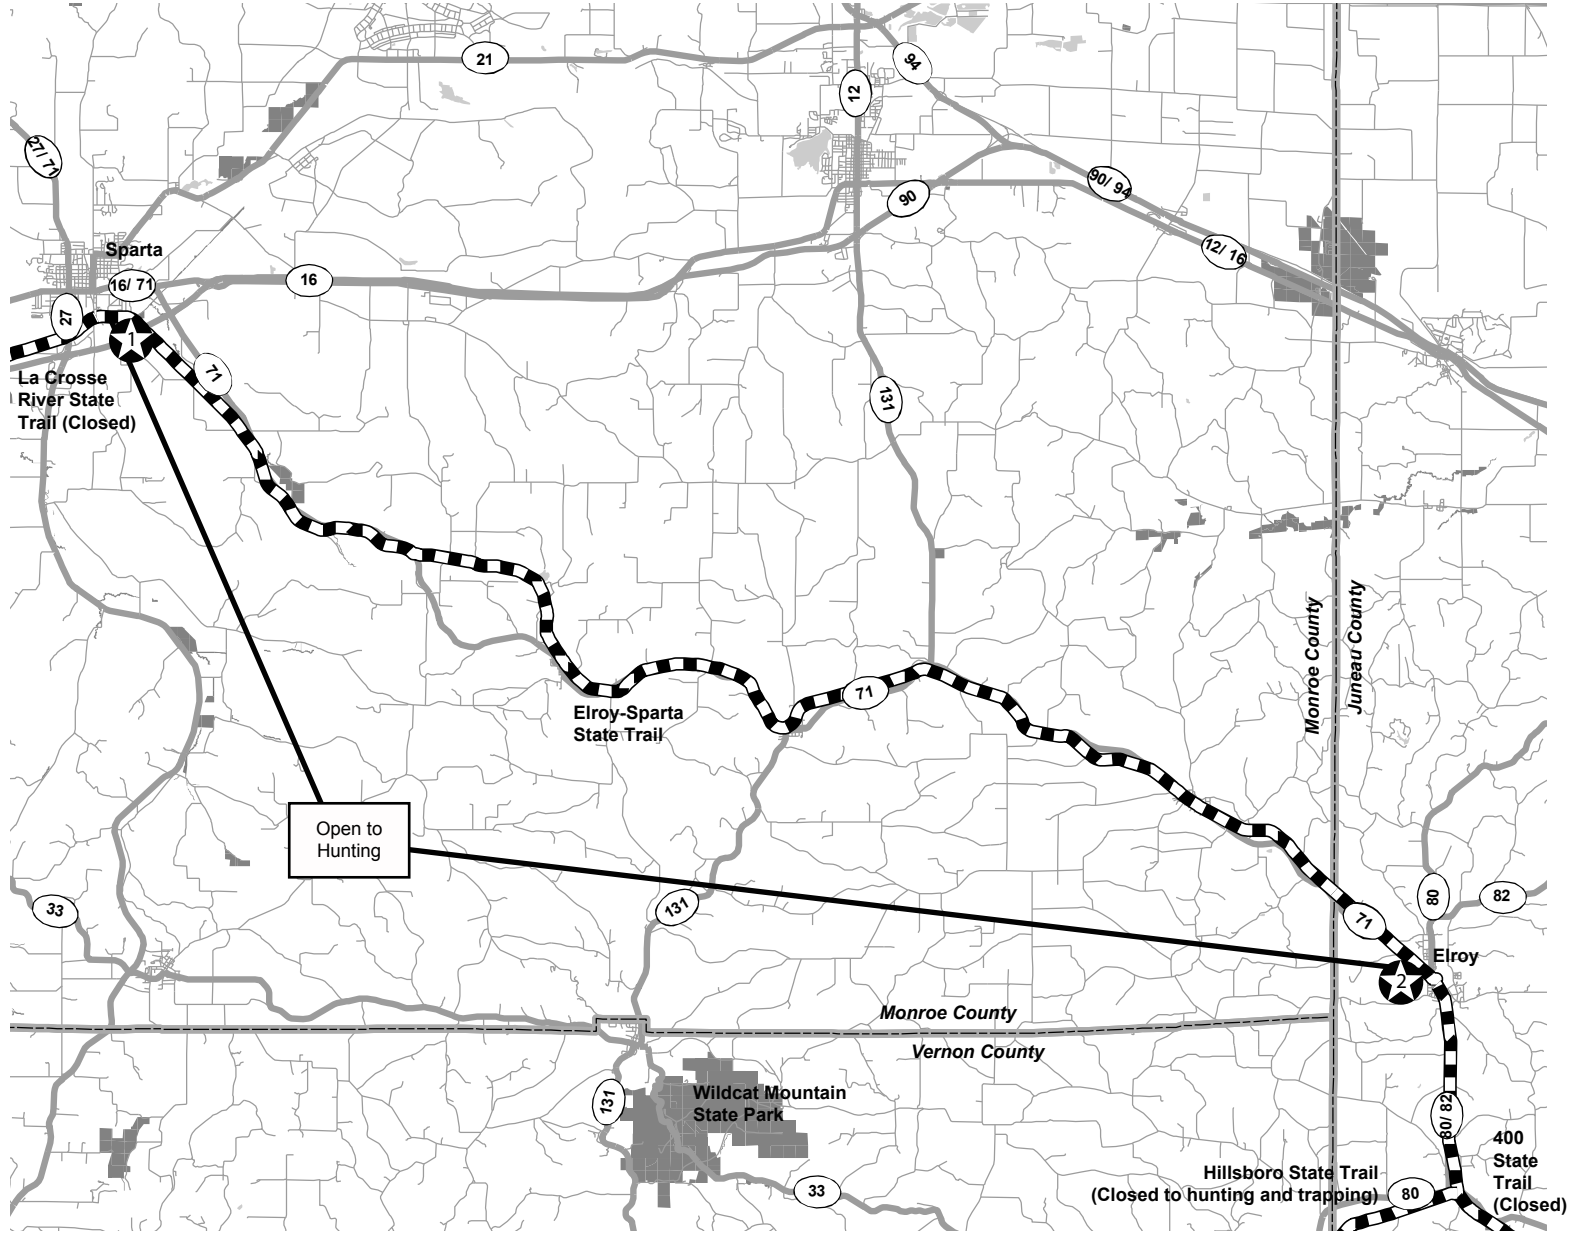 21
12
94
27/ 71
90
90/ 94
12/ 16
Sparta
16/ 71
16
27
1
71
La Crosse
River State
Trail (Closed)
131
Monroe County
Juneau County
Elroy-Sparta
State Trail
71
Open to
Hunting
33
131
80
82
71
Elroy
2
Monroe County
Vernon County
131
Wildcat Mountain
State Park
80/ 82
400
State
Trail
(Closed)
Hillsboro State Trail
(Closed to hunting and trapping)
80
33